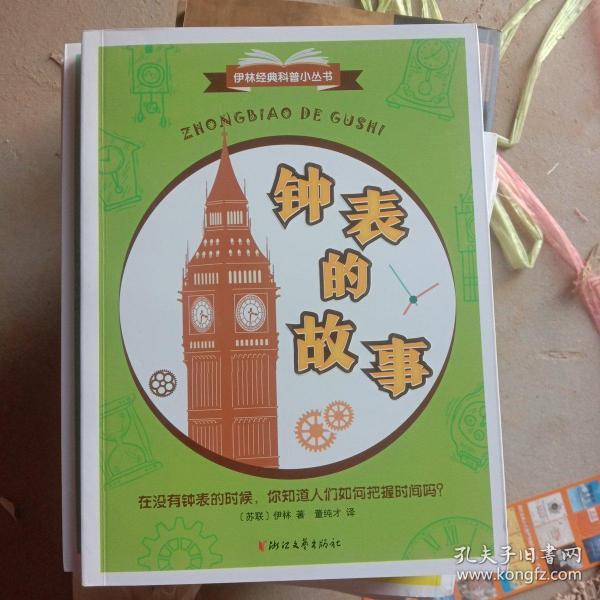 伊林经典科普小丛书
ZHONGBIAO DE GUSHI
钟表
的
故事
在没有钟表的时候,你知道人们如何把握时间吗?
〔苏联〕伊林 著 董纯才 译
浙江文艺出版社
孔夫子旧书网
www.kongfz.com